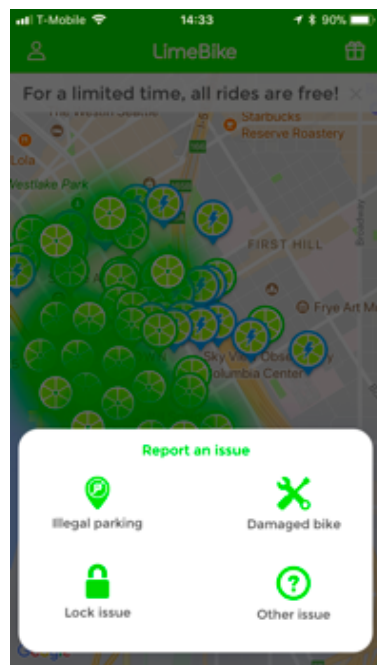 T-Mobile
14:33
90%
LimeBike
For a limited time, all rides are free!
The Westin Seattle
Starbucks
Reserve Roastery
Lola
Westlake Park
Broadway
FIRST HILL
Frye Art M
Sky View Obse
y
Columbia Center
Report an issue
Illegal parking
Damaged bike
Lock issue
Other issue
Google